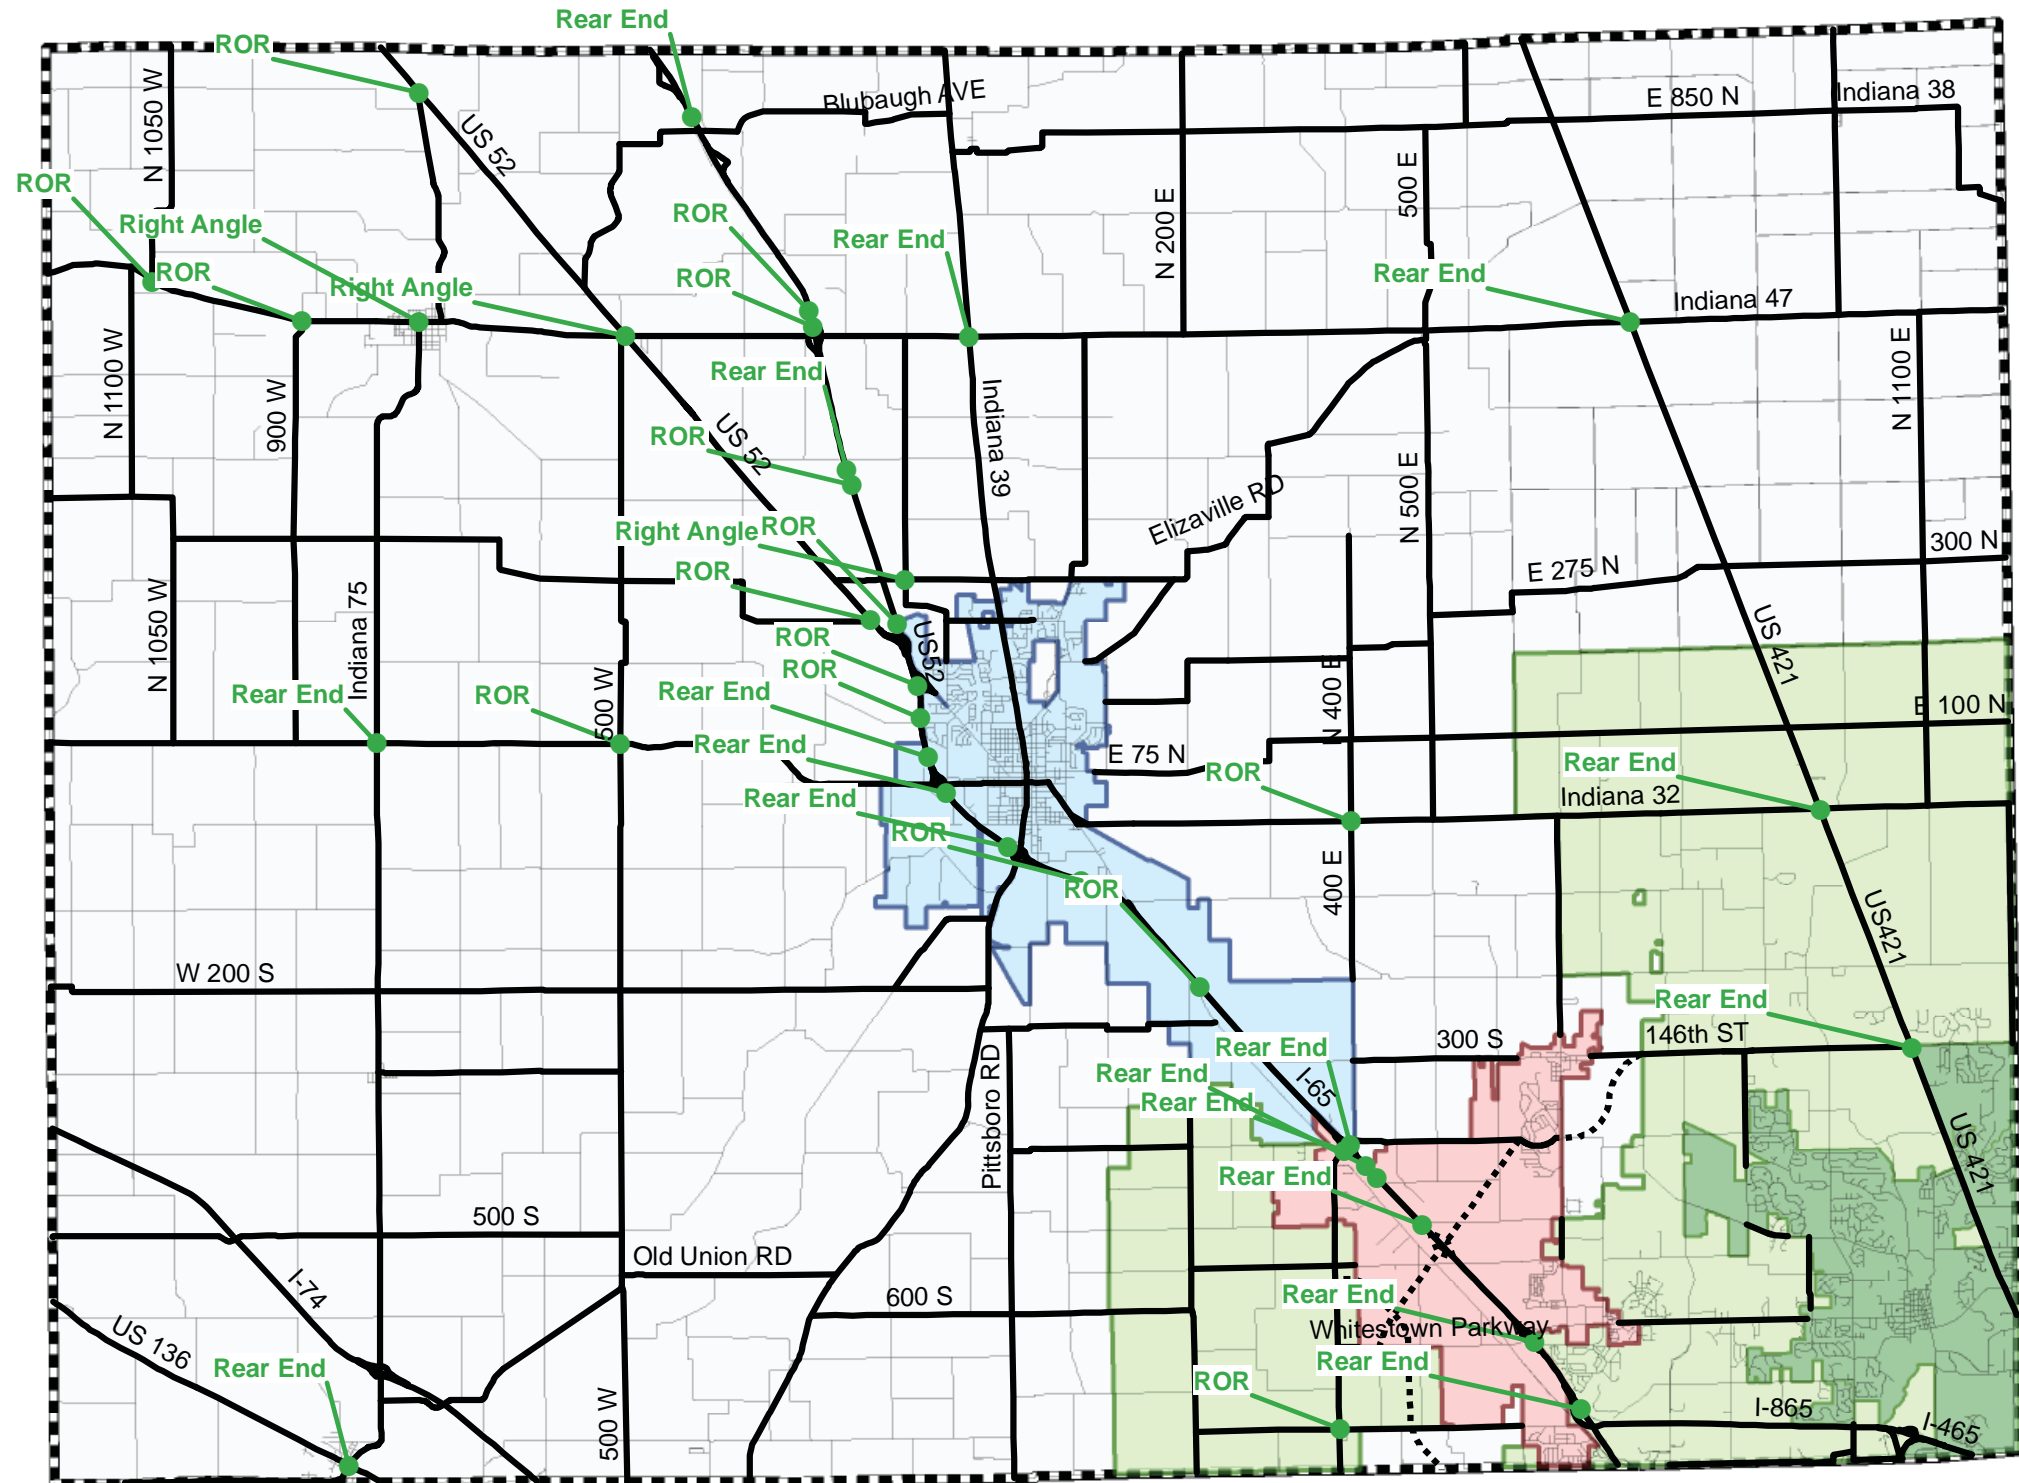 Rear End
ROR
N 1050 W
US 52
Blubaugh AVE
E 850 N
Indiana 38
ROR
Right Angle
ROR
Right Angle
ROR
ROR
Rear End
N 200 E
500 E
Rear End
Indiana 47
N 1100 W
900 W
Rear End
ROR
US 52
Indiana 39
N 1100 E
Elizaville RD
N 500 E
Right Angle
ROR
ROR
E 275 N
300 N
N 1050 W
Indiana 75
ROR
US 52
ROR
Rear End
US 421
Rear End
ROR
500 W
Rear End
N 400 E
E 100 N
E 75 N
ROR
Rear End
Indiana 32
Rear End
ROR
ROR
400 E
US421
W 200 S
Rear End
146th ST
300 S
Rear End
Rear End
Rear End
I-65
Pittsboro RD
US 421
Rear End
500 S
Old Union RD
I-74
600 S
Rear End
Whitestown Parkway
US 136
Rear End
Rear End
ROR
500 W
I-865
I-465